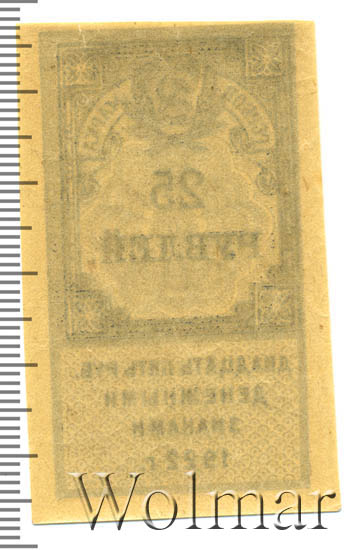 25
РУБЛЕЙ
ДВАДЦАТЬ ПЯТЬ РУБ.
ДЕНЕЖНЫМИ
ЗНАКАМИ
1922 г.
Wolmar